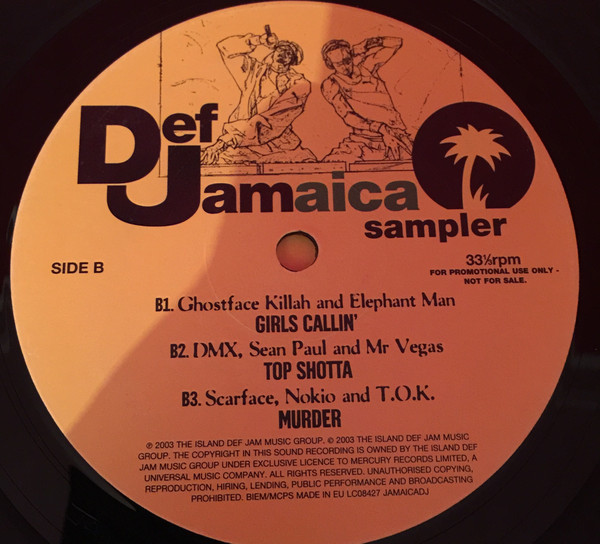 Def
Jamaica
sampler
SIDE B
33⅓rpm
FOR PROMOTIONAL USE ONLY -
NOT FOR SALE.
B1. Ghostface Killah and Elephant Man
GIRLS CALLIN'
B2. DMX, Sean Paul and Mr Vegas
TOP SHOTTA
B3. Scarface, Nokio and T.O.K.
MURDER
℗ 2003 THE ISLAND DEF JAM MUSIC GROUP. © 2003 THE ISLAND DEF JAM MUSIC
GROUP. THE COPYRIGHT IN THIS SOUND RECORDING IS OWNED BY THE ISLAND DEF
JAM MUSIC GROUP UNDER EXCLUSIVE LICENCE TO MERCURY RECORDS LIMITED, A
UNIVERSAL MUSIC COMPANY. ALL RIGHTS RESERVED. UNAUTHORISED COPYING,
REPRODUCTION, HIRING, LENDING, PUBLIC PERFORMANCE AND BROADCASTING
PROHIBITED. BIEM/MCPS MADE IN EU LC08427 JAMAICADJ